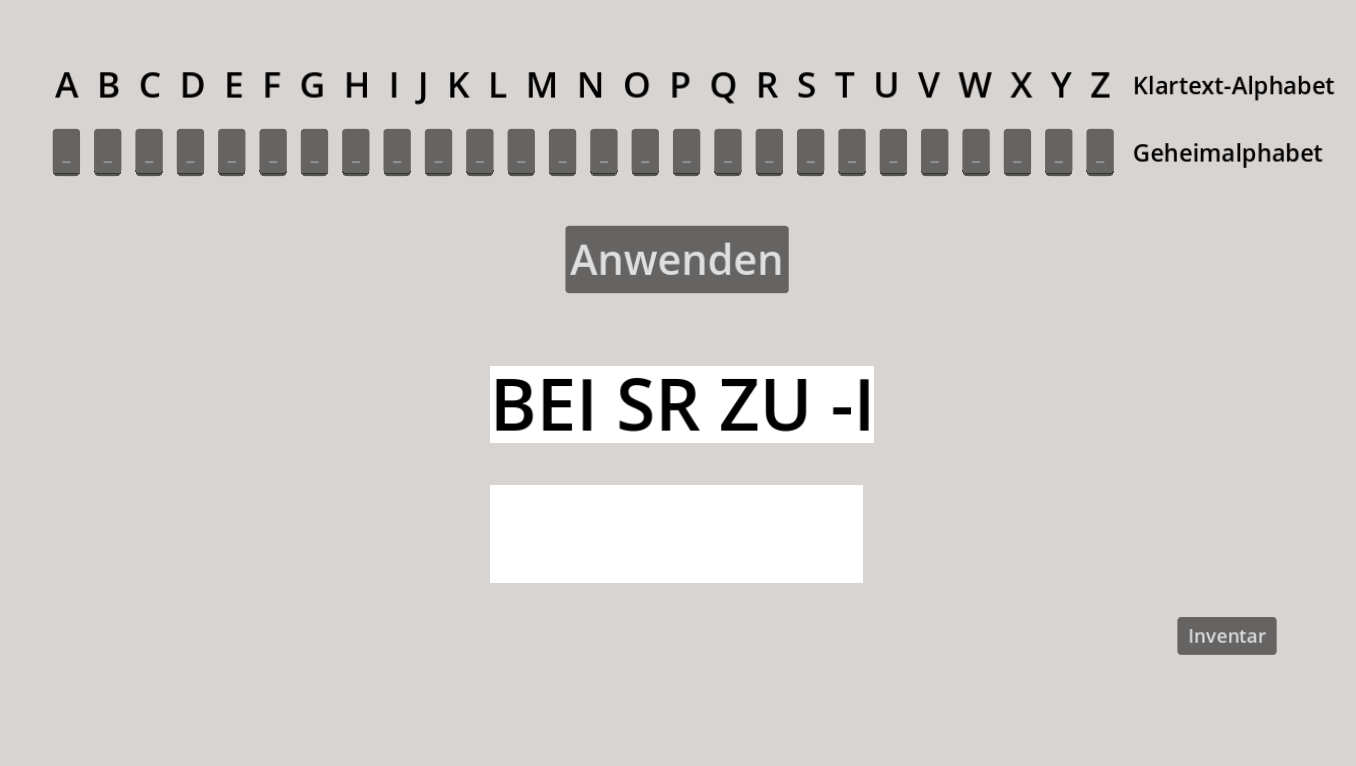 A B C D E F G H I J K L M N O P Q R S T U V W X Y Z Klartext-Alphabet
_ _ _ _ _ _ _ _ _ _ _ _ _ _ _ _ _ _ _ _ _ _ _ _ _ _ Geheimalphabet
Anwenden
BEI SR ZU -I
Inventar